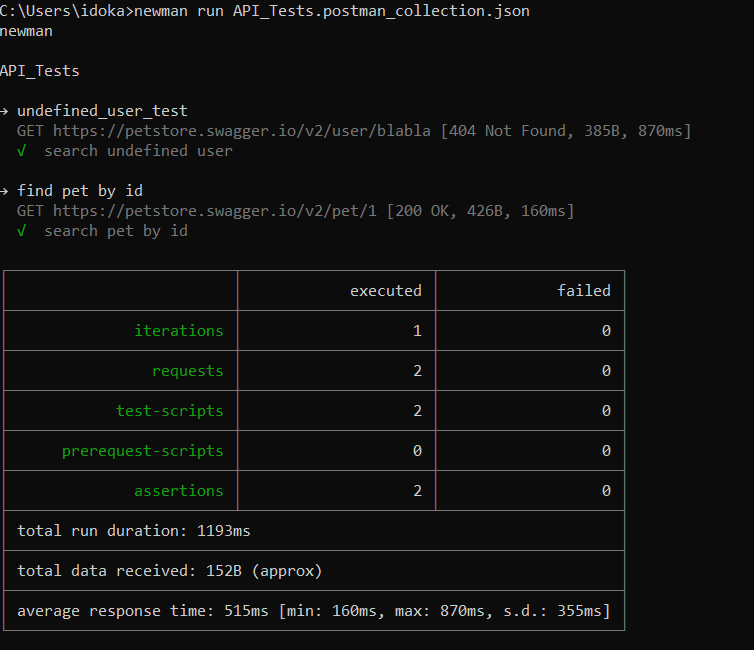 C:\Users\idoka>newman run API_Tests.postman_collection.json
newman
API_Tests
→ undefined_user_test
GET https://petstore.swagger.io/v2/user/blabla [404 Not Found, 385B, 870ms]
√ search undefined user
→ find pet by id
GET https://petstore.swagger.io/v2/pet/1 [200 OK, 426B, 160ms]
√ search pet by id
executed failed
iterations 1 0
requests 2 0
test-scripts 2 0
prerequest-scripts 0 0
assertions 2 0
total run duration: 1193ms
total data received: 152B (approx)
average response time: 515ms [min: 160ms, max: 870ms, s.d.: 355ms]